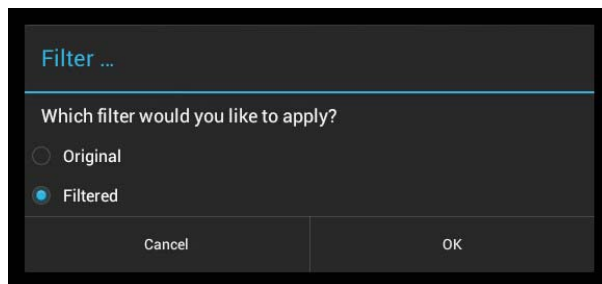 Filter ...
Which filter would you like to apply?
Original
Filtered
Cancel
OK